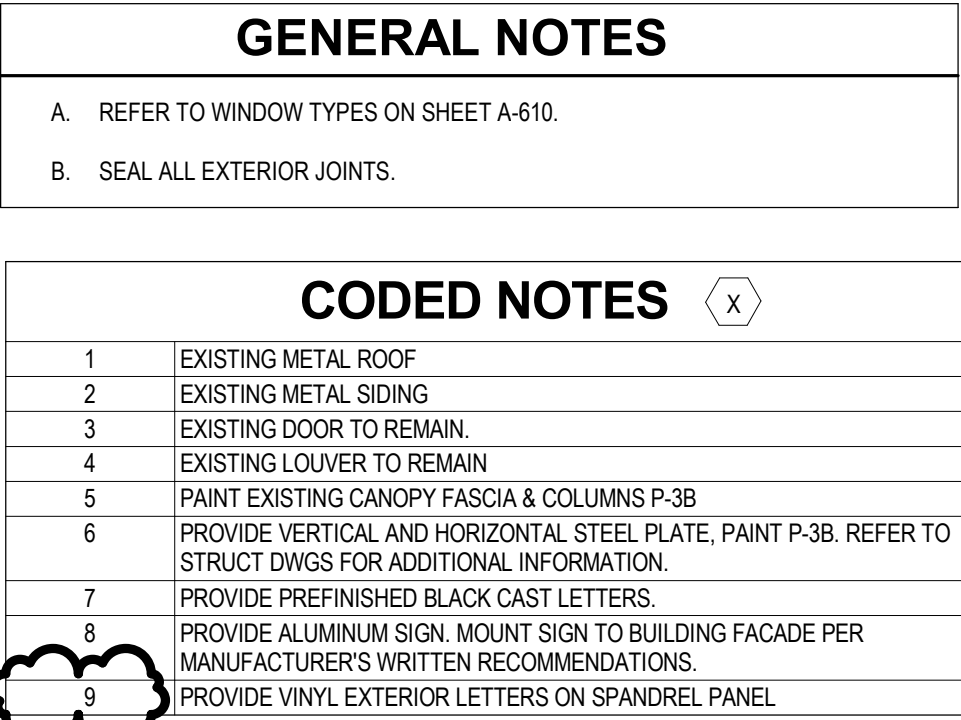 GENERAL NOTES
A. REFER TO WINDOW TYPES ON SHEET A-610.
B. SEAL ALL EXTERIOR JOINTS.
CODED NOTES X
1 EXISTING METAL ROOF
2 EXISTING METAL SIDING
3 EXISTING DOOR TO REMAIN.
4 EXISTING LOUVER TO REMAIN
5 PAINT EXISTING CANOPY FASCIA & COLUMNS P-3B
6 PROVIDE VERTICAL AND HORIZONTAL STEEL PLATE, PAINT P-3B. REFER TO
STRUCT DWGS FOR ADDITIONAL INFORMATION.
7 PROVIDE PREFINISHED BLACK CAST LETTERS.
8 PROVIDE ALUMINUM SIGN. MOUNT SIGN TO BUILDING FACADE PER
MANUFACTURER'S WRITTEN RECOMMENDATIONS.
9 PROVIDE VINYL EXTERIOR LETTERS ON SPANDREL PANEL